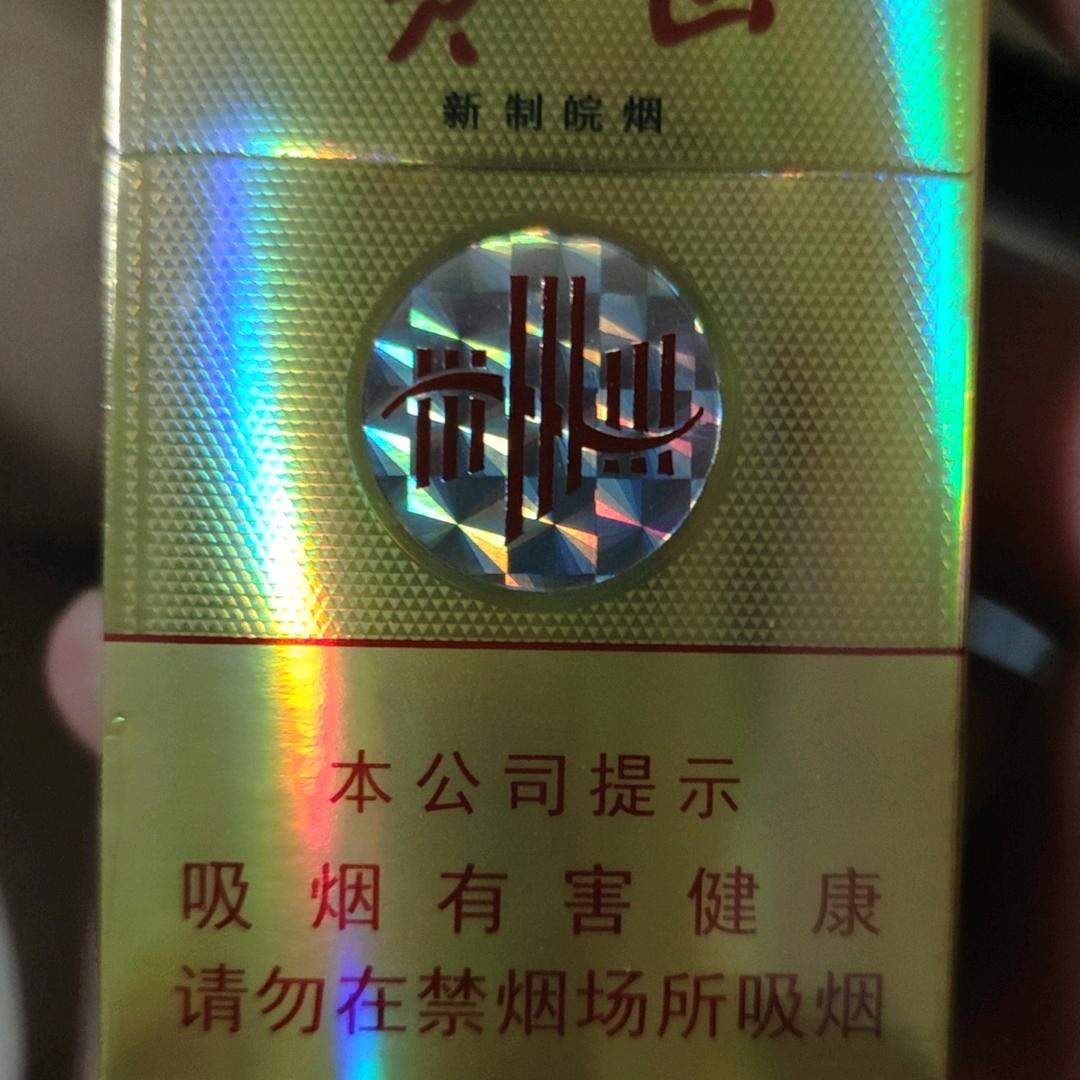 新制皖烟
本公司提示
吸烟有害健康
请勿在禁烟场所吸烟